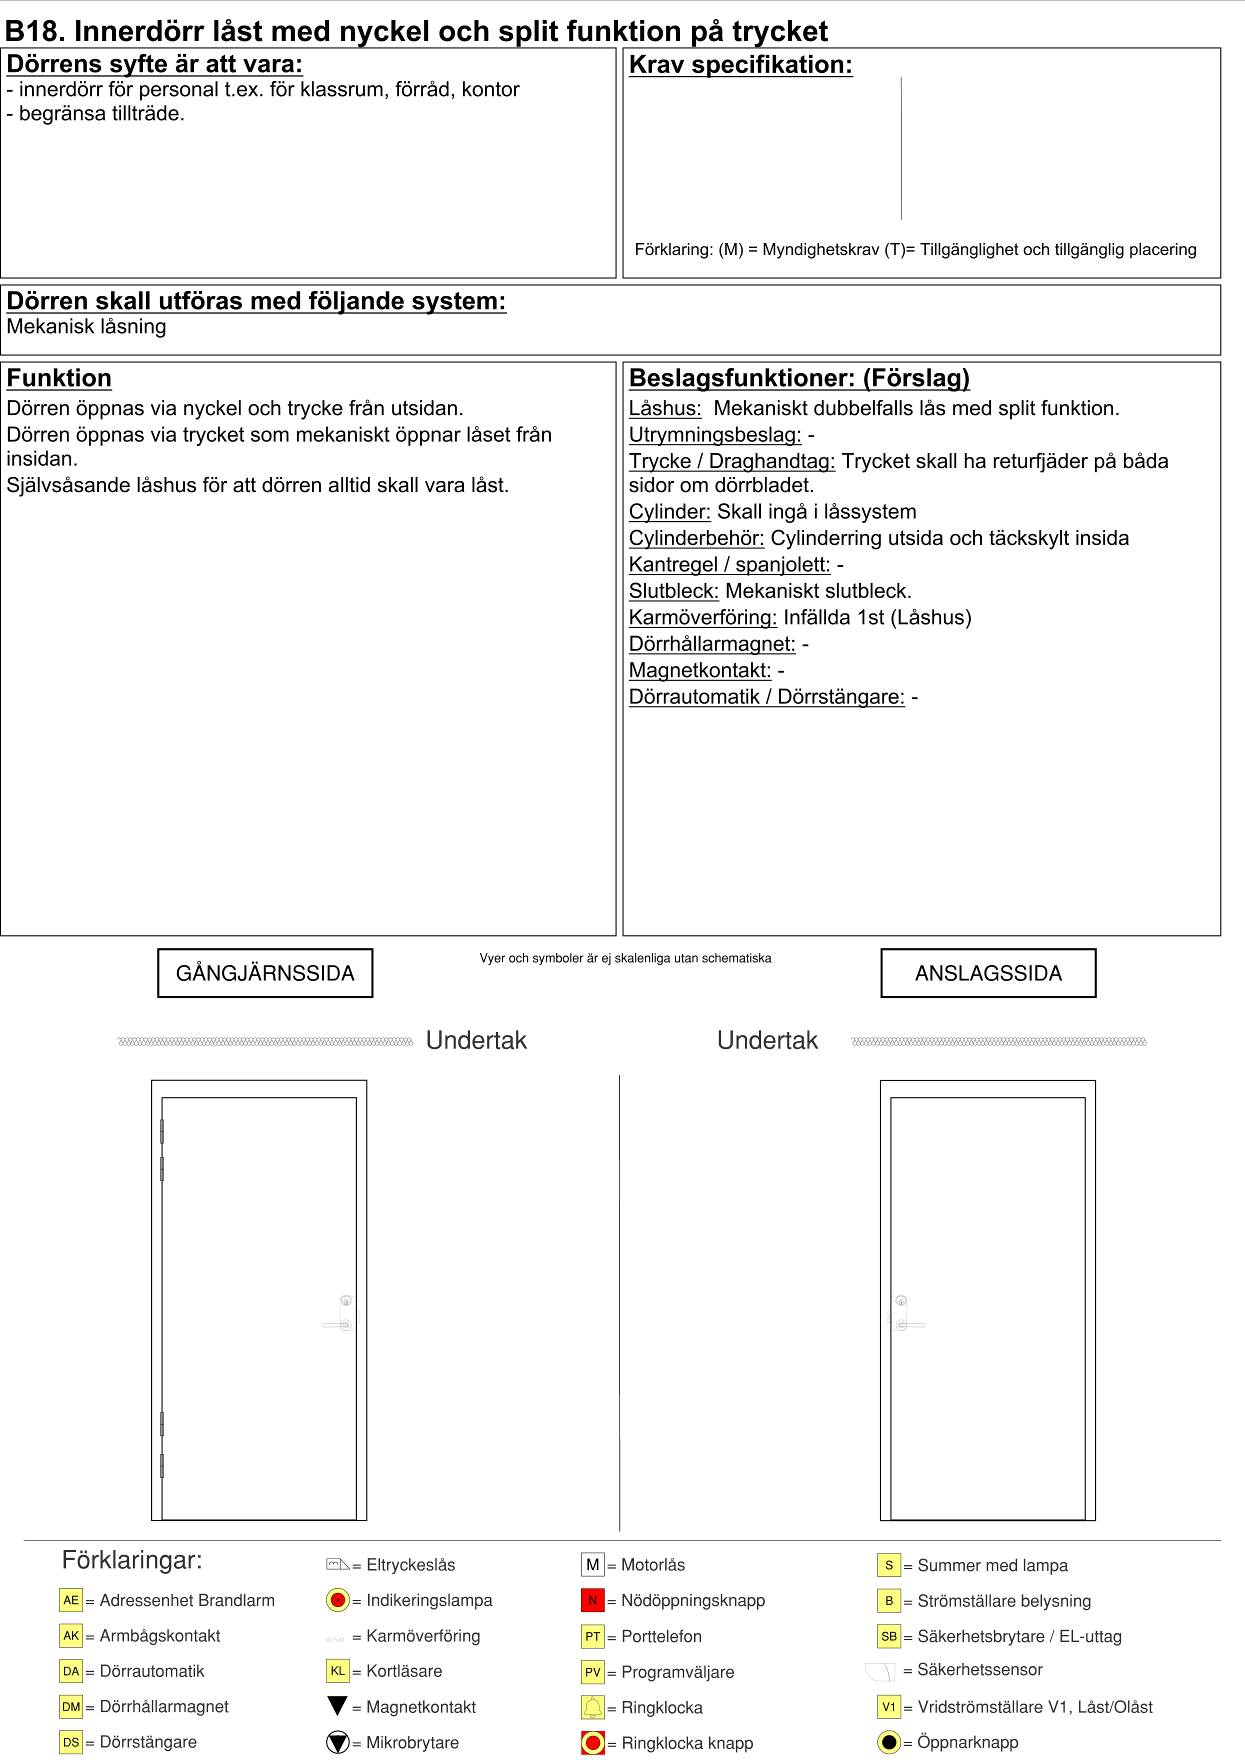 B18. Innerdörr låst med nyckel och split funktion på trycket
Dörrens syfte är att vara:
- innerdörr för personal t.ex. för klassrum, förråd, kontor
- begränsa tillträde.
Krav specifikation:
Förklaring: (M) = Myndighetskrav (T)= Tillgänglighet och tillgänglig placering
Dörren skall utföras med följande system:
Mekanisk låsning
Funktion
Dörren öppnas via nyckel och trycke från utsidan.
Dörren öppnas via trycket som mekaniskt öppnar låset från
insidan.
Självsåsande låshus för att dörren alltid skall vara låst.
Beslagsfunktioner: (Förslag)
Låshus: Mekaniskt dubbelfalls lås med split funktion.
Utrymningsbeslag: -
Trycke / Draghandtag: Trycket skall ha returfjäder på båda
sidor om dörrbladet.
Cylinder: Skall ingå i låssystem
Cylinderbehör: Cylinderring utsida och täckskylt insida
Kantregel / spanjolett: -
Slutbleck: Mekaniskt slutbleck.
Karmöverföring: Infällda 1st (Låshus)
Dörrhållarmagnet: -
Magnetkontakt: -
Dörrautomatik / Dörrstängare: -
GÅNGJÄRNSSIDA
Vyer och symboler är ej skalenliga utan schematiska
ANSLAGSSIDA
Undertak
Undertak
Förklaringar:
AE = Adressenhet Brandlarm
AK = Armbågskontakt
DA = Dörrautomatik
DM = Dörrhållarmagnet
DS = Dörrstängare
= Eltryckeslås
= Indikeringslampa
= Karmöverföring
KL = Kortläsare
= Magnetkontakt
= Mikrobrytare
M = Motorlås
N = Nödöppningsknapp
PT = Porttelefon
PV = Programväljare
= Ringklocka
= Ringklocka knapp
S = Summer med lampa
B = Strömställare belysning
SB = Säkerhetsbrytare / EL-uttag
= Säkerhetssensor
V1 = Vridströmställare V1, Låst/Olåst
= Öppnarknapp